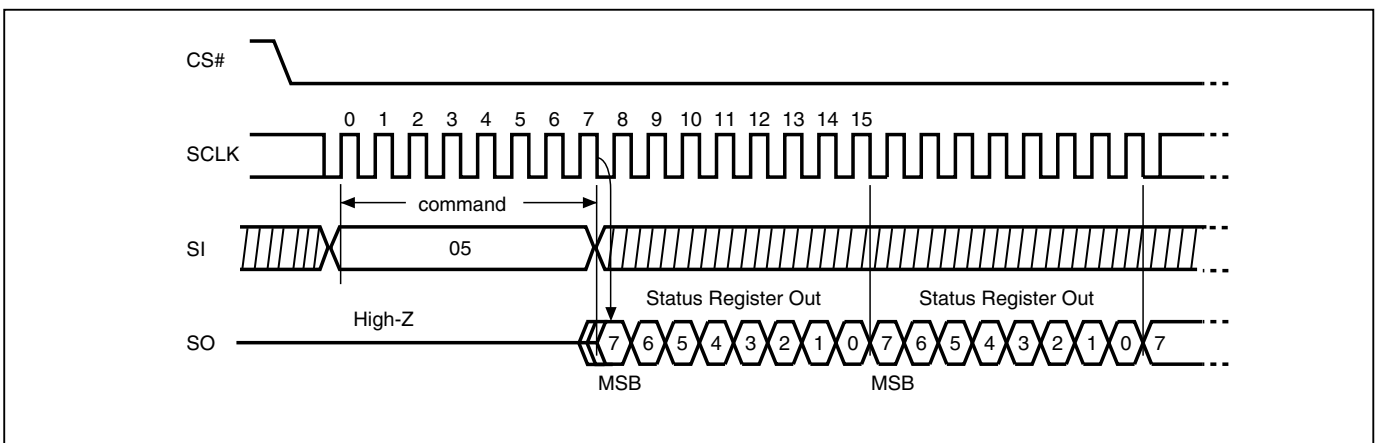 CS#
0 1 2 3 4 5 6 7 8 9 10 11 12 13 14 15
SCLK
command
SI 05
Status Register Out Status Register Out
High-Z
SO 7 6 5 4 3 2 1 0 7 6 5 4 3 2 1 0 7
MSB MSB